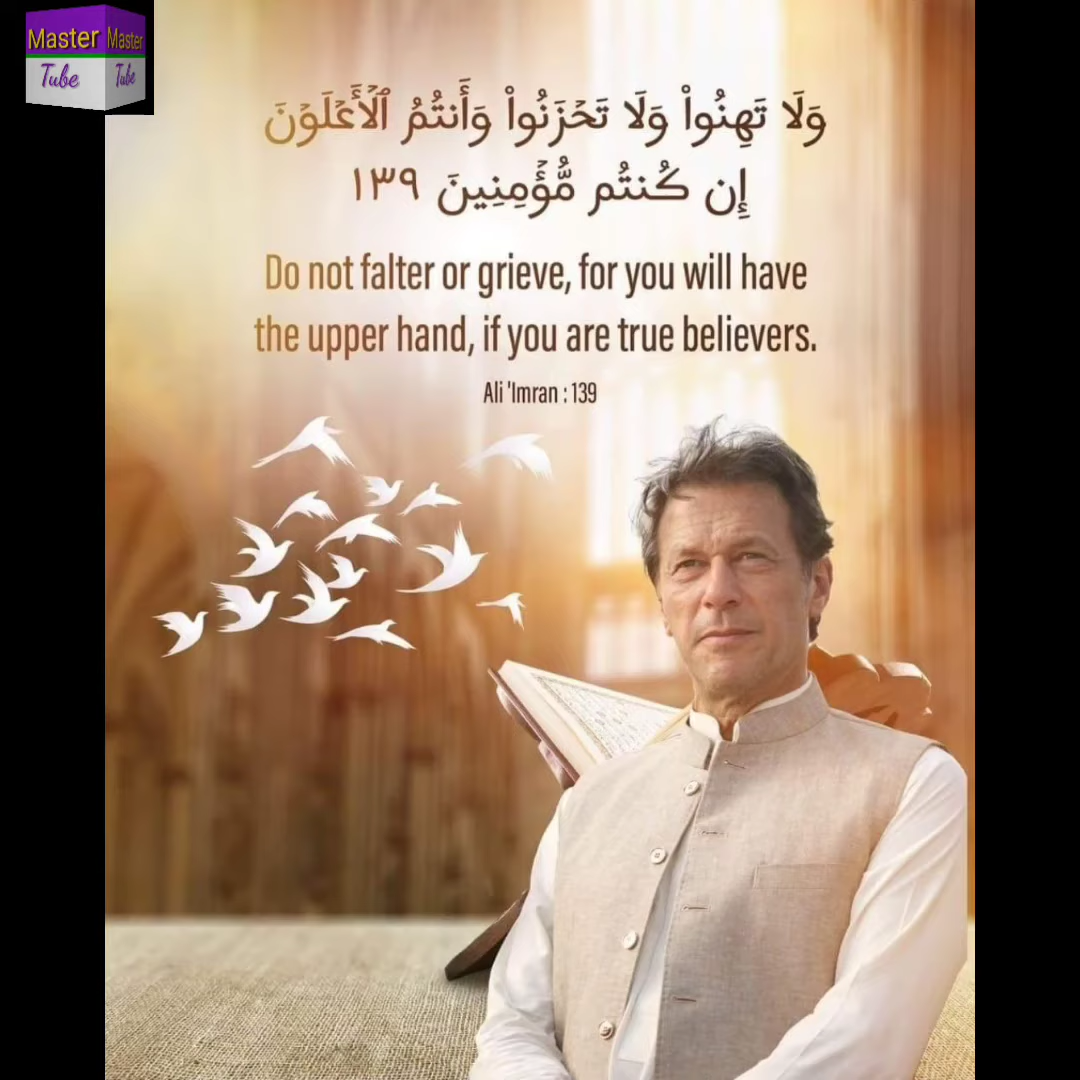 Master Master
Tube Tube
وَلَا تَهِنُوا۟ وَلَا تَحْزَنُوا۟ وَأَنتُمُ ٱلْأَعْلَوْنَ
إِن كُنتُم مُّؤْمِنِينَ ١٣٩
Do not falter or grieve, for you will have
the upper hand, if you are true believers.
Ali 'Imran : 139